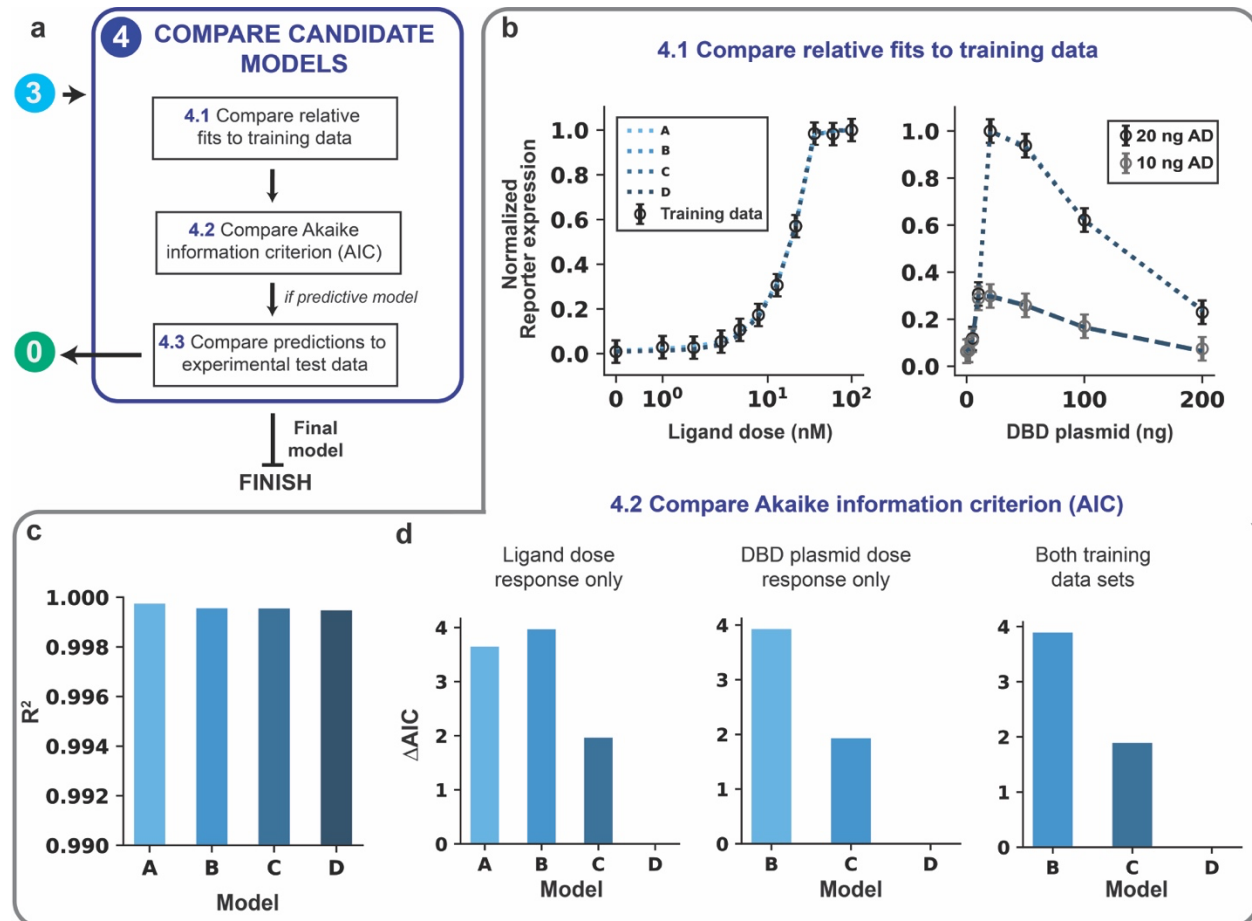 a
3
4 COMPARE CANDIDATE
MODELS
4.1 Compare relative
fits to training data
4.2 Compare Akaike
information criterion (AIC)
if predictive model
0
4.3 Compare predictions to
experimental test data
Final
model
FINISH
b
4.1 Compare relative fits to training data
Normalized
Reporter expression
1.0
0.8
0.6
0.4
0.2
0.0
A
B
C
D
Training data
0 10⁰ 10¹ 10²
Ligand dose (nM)
1.0
0.8
0.6
0.4
0.2
0.0
20 ng AD
10 ng AD
0 100 200
DBD plasmid (ng)
c
R²
1.000
0.998
0.996
0.994
0.992
0.990
A B C D
Model
4.2 Compare Akaike information criterion (AIC)
d
Ligand dose
response only
ΔAIC
4
3
2
1
0
A B C D
Model
DBD plasmid dose
response only
4
3
2
1
0
B C D
Model
Both training
data sets
4
3
2
1
0
B C D
Model